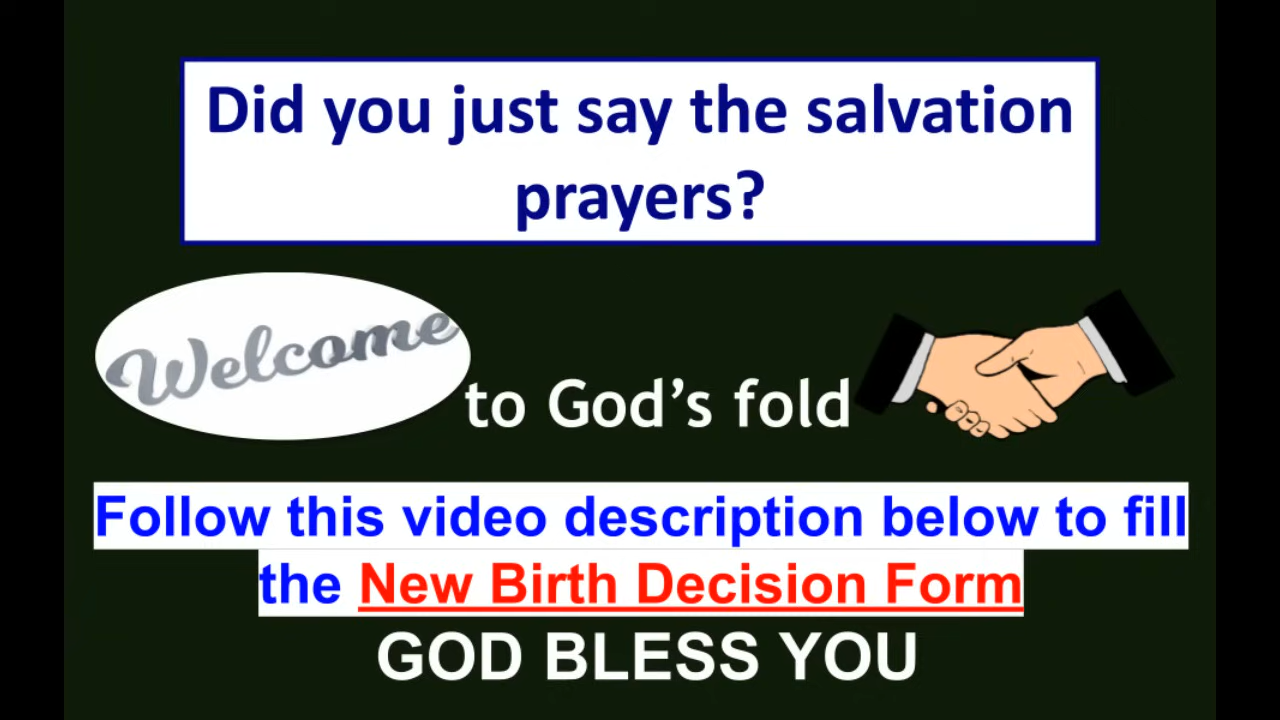 Did you just say the salvation
prayers?
Welcome
to God’s fold
Follow this video description below to fill
the New Birth Decision Form
GOD BLESS YOU